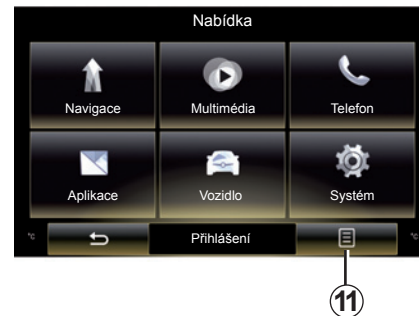 Nabídka
Navigace Multimédia Telefon
Aplikace Vozidlo Systém
°C Přihlášení °C
11